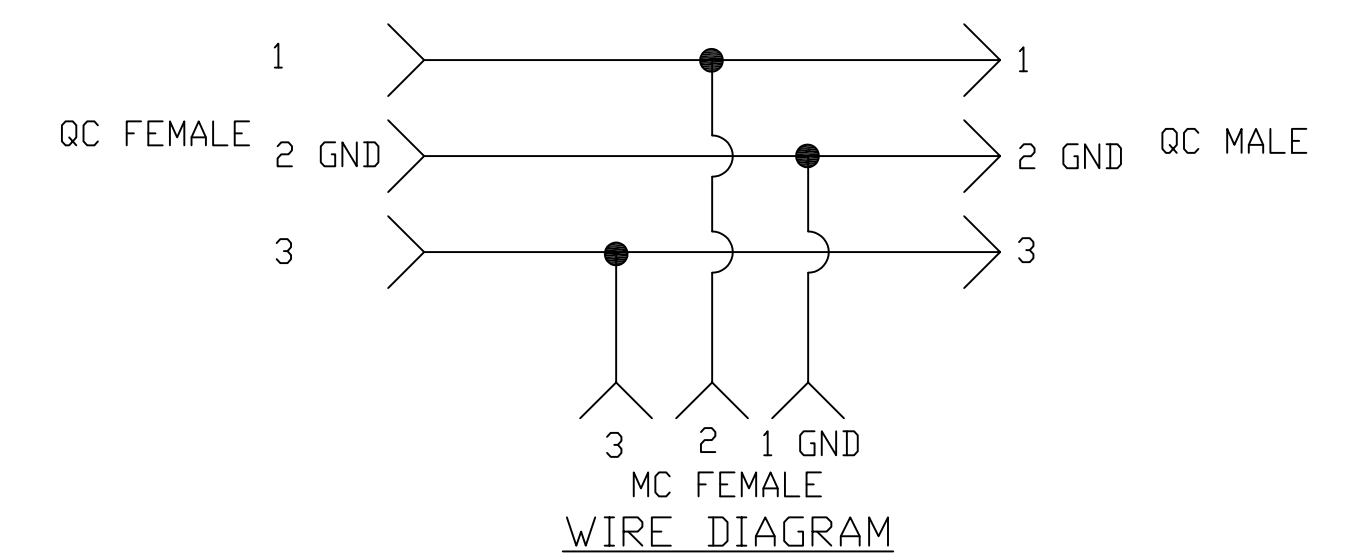 1 1
QC FEMALE 2 GND 2 GND QC MALE
3 3
3 2 1 GND
MC FEMALE
WIRE DIAGRAM